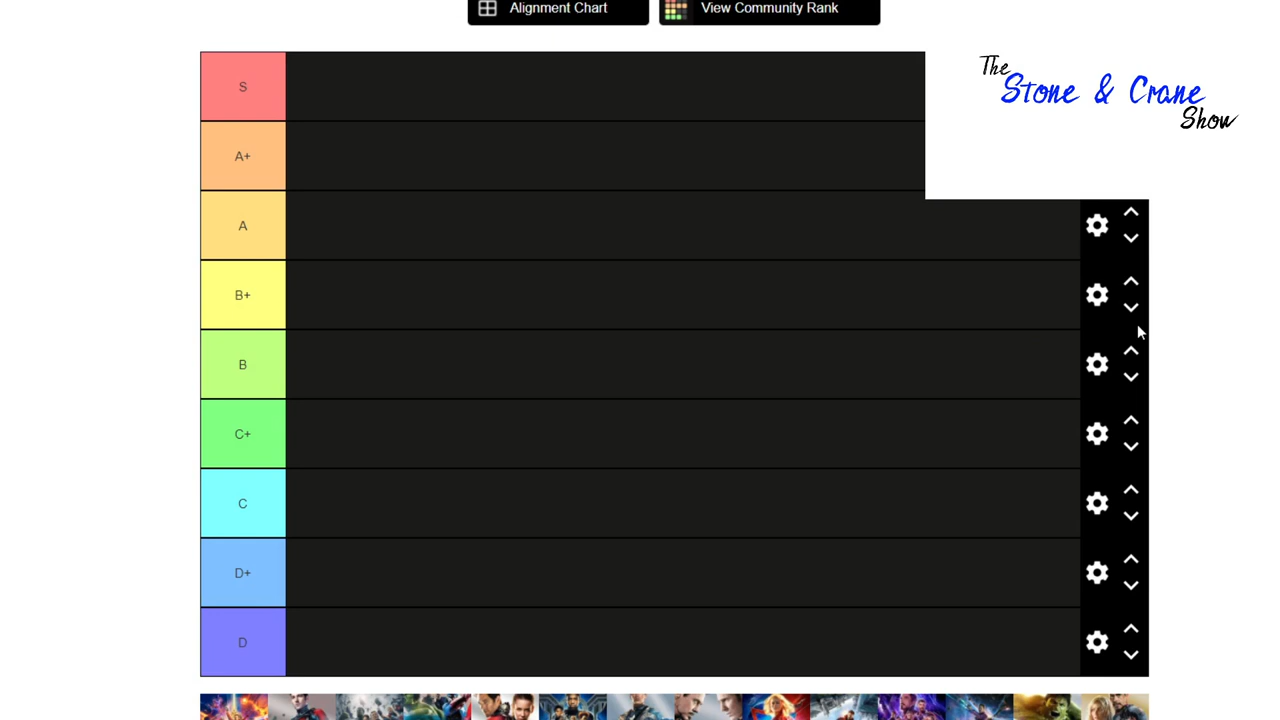 Alignment Chart
View Community Rank
The
Stone & Crane
Show
S
A+
A
B+
B
C+
C
D+
D